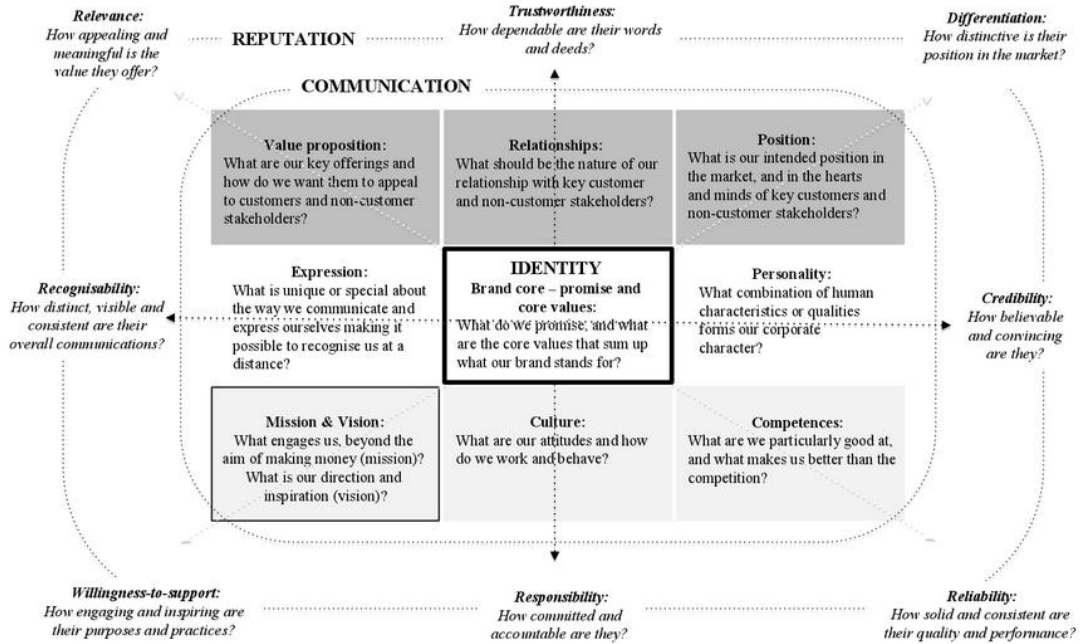 Relevance:
How appealing and
meaningful is the
value they offer?
REPUTATION
Trustworthiness:
How dependable are their words
and deeds?
Differentiation:
How distinctive is their
position in the market?
COMMUNICATION
Value proposition:
What are our key offerings and
how do we want them to appeal
to customers and non-customer
stakeholders?
Relationships:
What should be the nature of our
relationship with key customer
and non-customer stakeholders?
Position:
What is our intended position in
the market, and in the hearts
and minds of key customers and
non-customer stakeholders?
Recognisability:
How distinct, visible and
consistent are their
overall communications?
Expression:
What is unique or special about
the way we communicate and
express ourselves making it
possible to recognise us at a
distance?
IDENTITY
Brand core – promise and
core values:
What do we promise, and what
are the core values that sum up
what our brand stands for?
Personality:
What combination of human
characteristics or qualities
forms our corporate
character?
Credibility:
How believable
and convincing
are they?
Mission & Vision:
What engages us, beyond the
aim of making money (mission)?
What is our direction and
inspiration (vision)?
Culture:
What are our attitudes and how
do we work and behave?
Competences:
What are we particularly good at,
and what makes us better than the
competition?
Willingness-to-support:
How engaging and inspiring are
their purposes and practices?
Responsibility:
How committed and
accountable are they?
Reliability:
How solid and consistent are
their quality and performance?